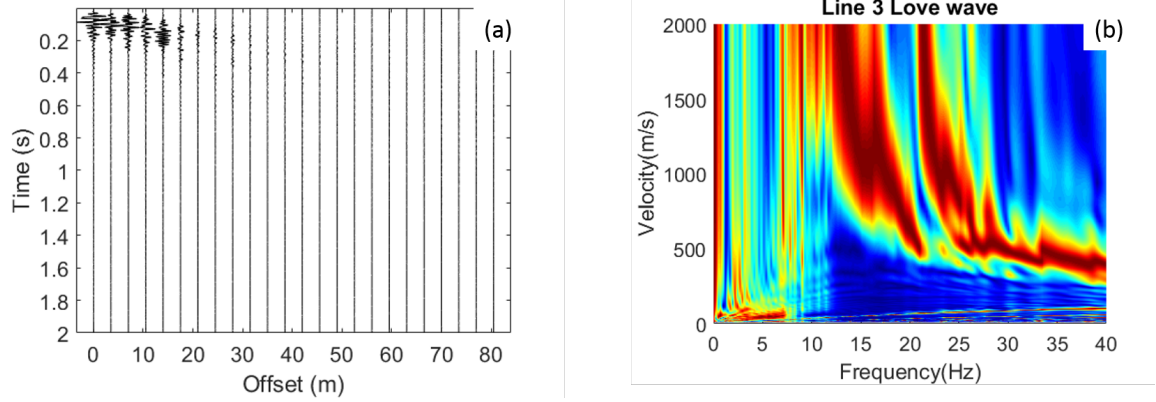 (a)
0.2
0.4
0.6
0.8
1
1.2
1.4
1.6
1.8
2
Time (s)
0 10 20 30 40 50 60 70 80
Offset (m)
Line 3 Love wave
(b)
2000
1500
1000
500
0
Velocity(m/s)
0 5 10 15 20 25 30 35 40
Frequency(Hz)